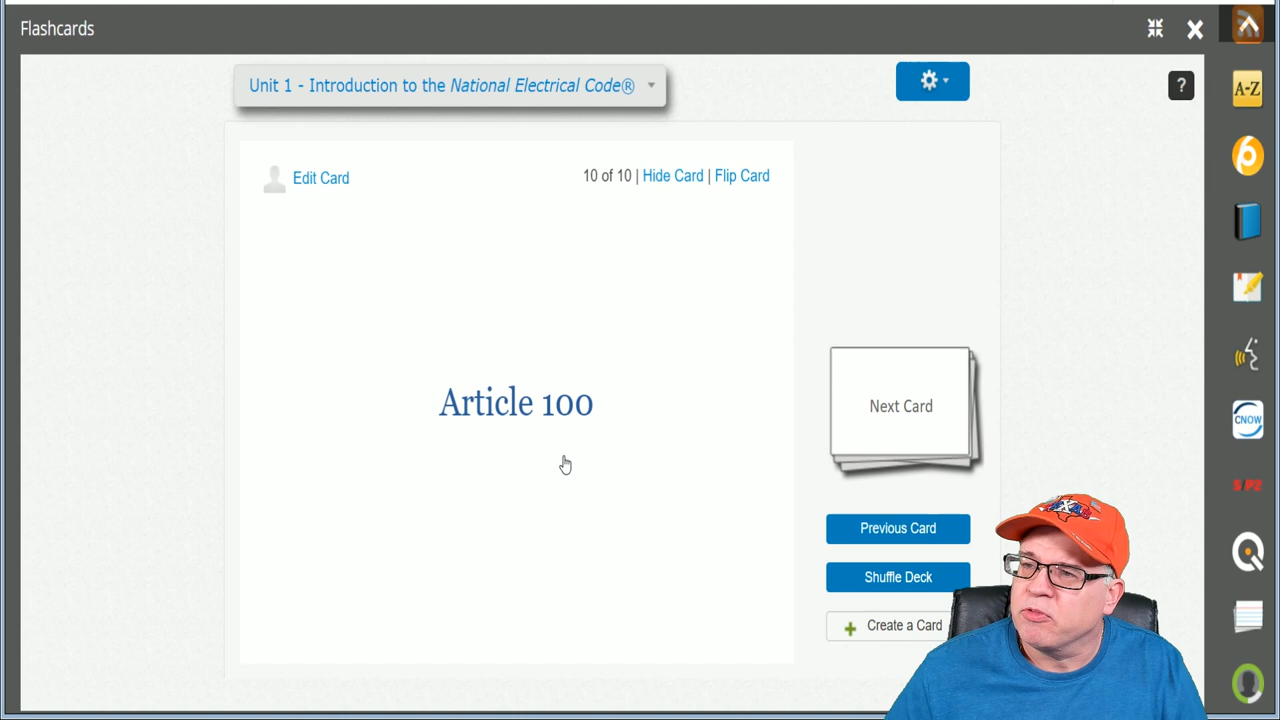 Flashcards
Unit 1 - Introduction to the National Electrical Code®
?
A-Z
Edit Card
10 of 10 | Hide Card | Flip Card
Article 100
Next Card
CNOW
Previous Card
Shuffle Deck
Create a Card